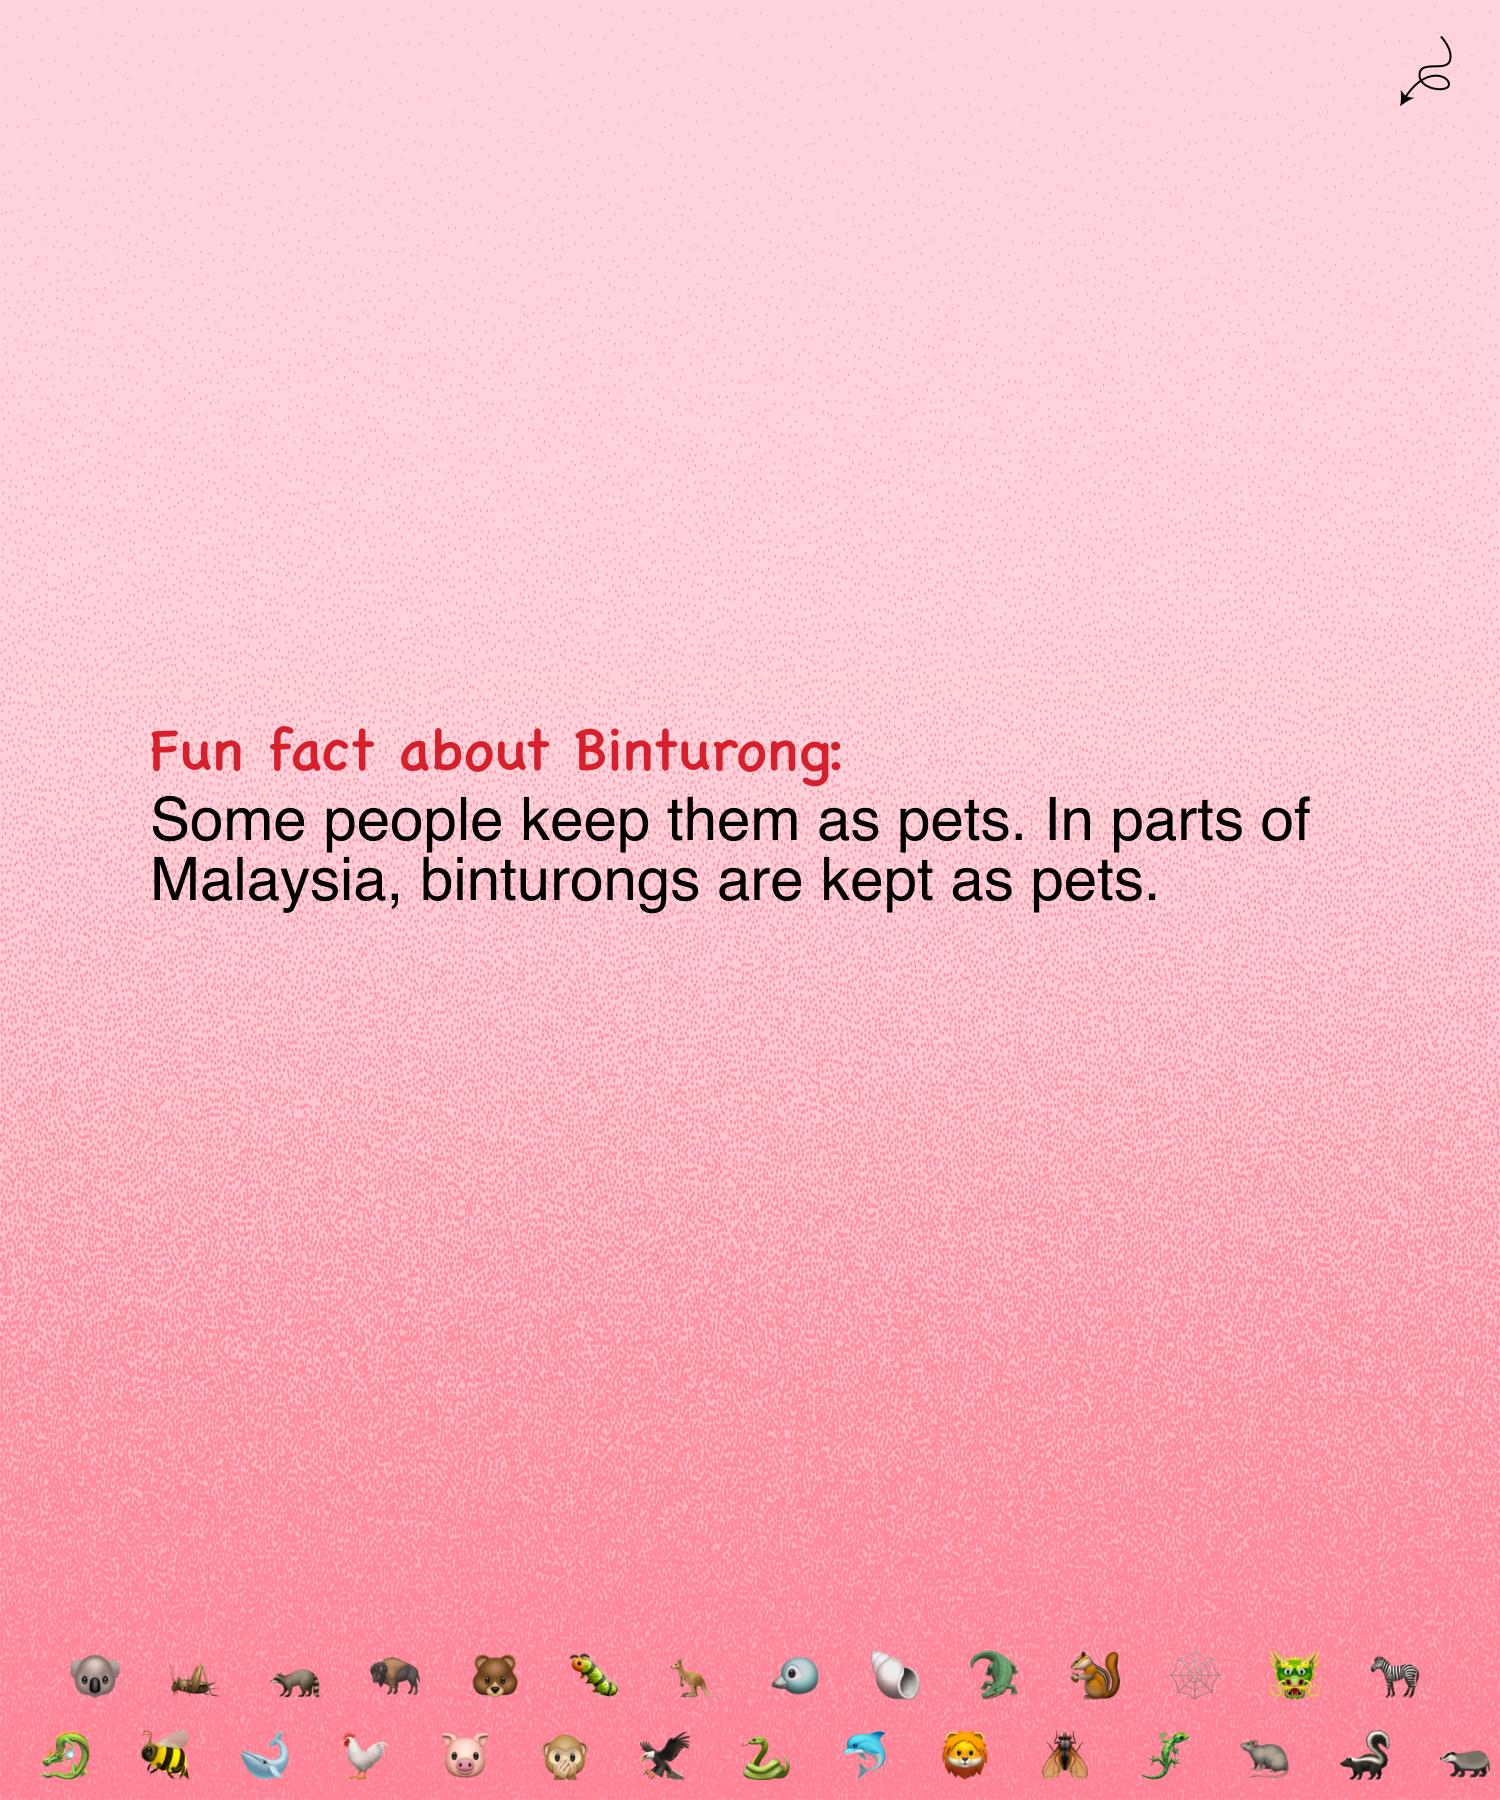 Fun fact about Binturong:
Some people keep them as pets. In parts of
Malaysia, binturongs are kept as pets.